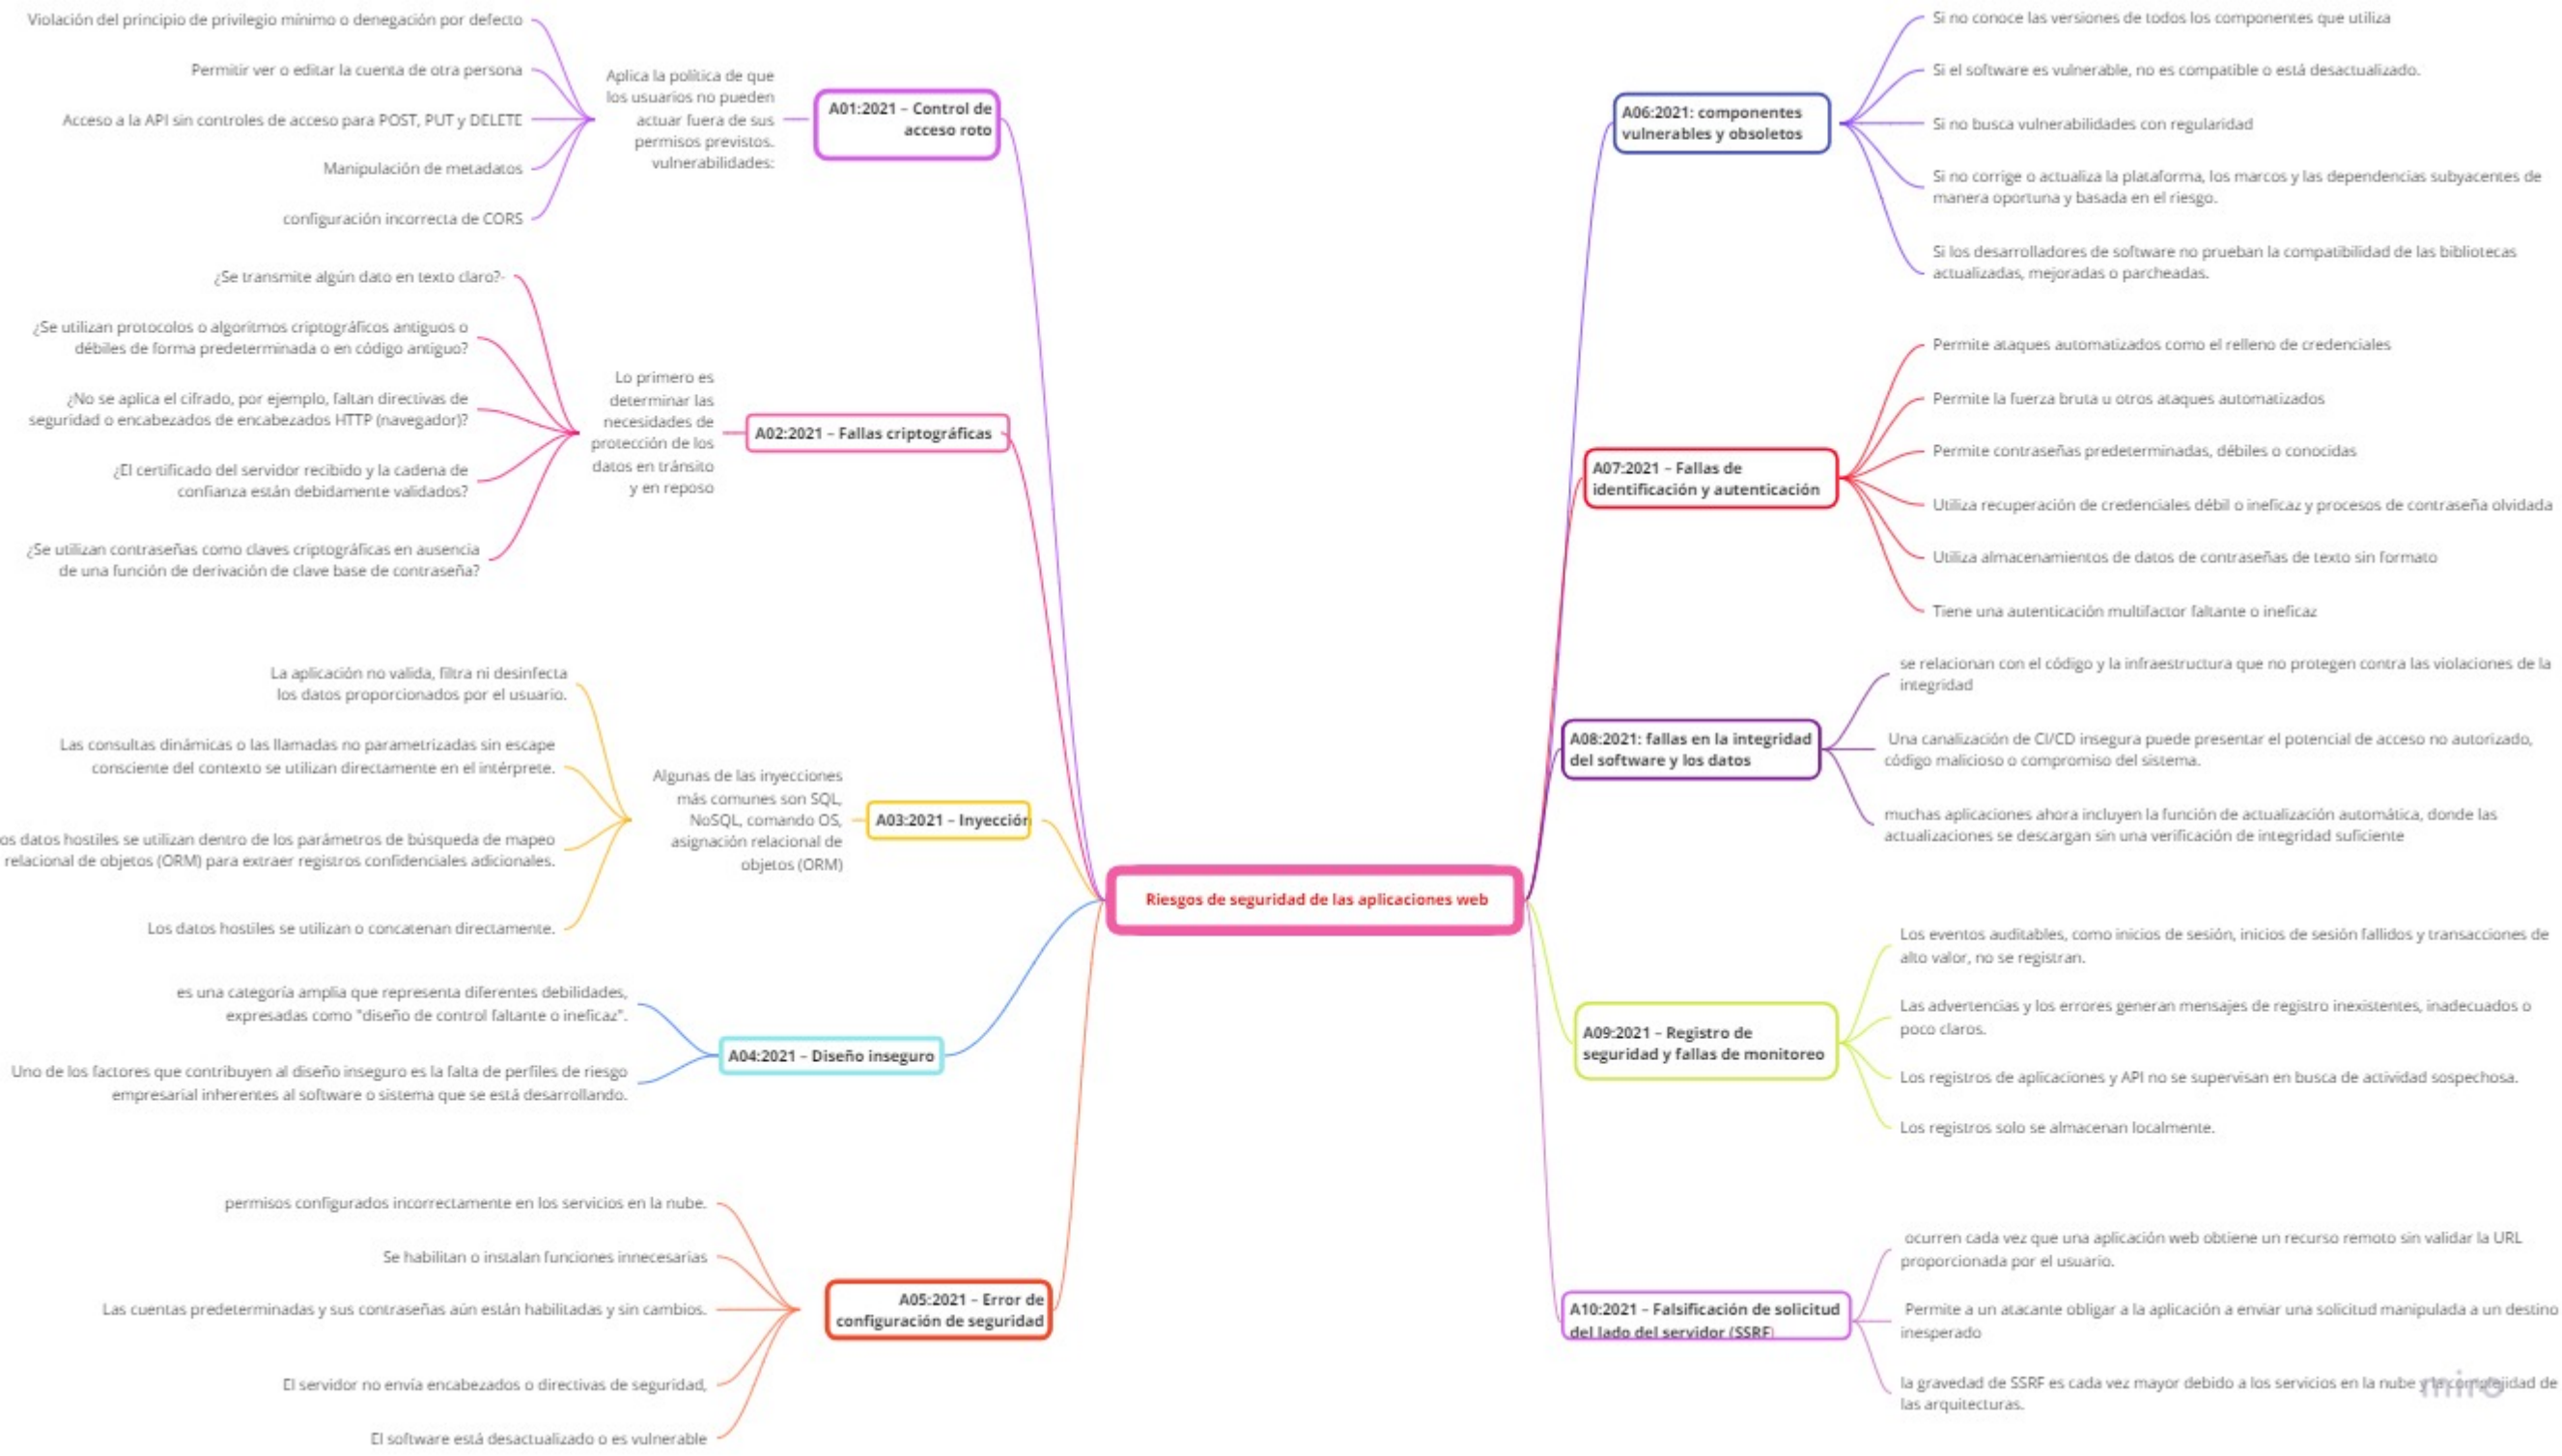 Violación del principio de privilegio mínimo o denegación por defecto
Permitir ver o editar la cuenta de otra persona
Acceso a la API sin controles de acceso para POST, PUT y DELETE
Manipulación de metadatos
configuración incorrecta de CORS
Aplica la política de que
los usuarios no pueden
actuar fuera de sus
permisos previstos.
vulnerabilidades:
A01:2021 – Control de
acceso roto
¿Se transmite algún dato en texto claro?-
¿Se utilizan protocolos o algoritmos criptográficos antiguos o
débiles de forma predeterminada o en código antiguo?
¿No se aplica el cifrado, por ejemplo, faltan directivas de
seguridad o encabezados de encabezados HTTP (navegador)?
¿El certificado del servidor recibido y la cadena de
confianza están debidamente validados?
¿Se utilizan contraseñas como claves criptográficas en ausencia
de una función de derivación de clave base de contraseña?
Lo primero es
determinar las
necesidades de
protección de los
datos en tránsito
y en reposo
A02:2021 – Fallas criptográficas
La aplicación no valida, filtra ni desinfecta
los datos proporcionados por el usuario.
Las consultas dinámicas o las llamadas no parametrizadas sin escape
consciente del contexto se utilizan directamente en el intérprete.
os datos hostiles se utilizan dentro de los parámetros de búsqueda de mapeo
relacional de objetos (ORM) para extraer registros confidenciales adicionales.
Los datos hostiles se utilizan o concatenan directamente.
Algunas de las inyecciones
más comunes son SQL,
NoSQL, comando OS,
asignación relacional de
objetos (ORM)
A03:2021 – Inyección
es una categoría amplia que representa diferentes debilidades,
expresadas como "diseño de control faltante o ineficaz".
Uno de los factores que contribuyen al diseño inseguro es la falta de perfiles de riesgo
empresarial inherentes al software o sistema que se está desarrollando.
A04:2021 – Diseño inseguro
permisos configurados incorrectamente en los servicios en la nube.
Se habilitan o instalan funciones innecesarias
Las cuentas predeterminadas y sus contraseñas aún están habilitadas y sin cambios.
El servidor no envía encabezados o directivas de seguridad,
El software está desactualizado o es vulnerable
A05:2021 – Error de
configuración de seguridad
Riesgos de seguridad de las aplicaciones web
A06:2021: componentes
vulnerables y obsoletos
Si no conoce las versiones de todos los componentes que utiliza
Si el software es vulnerable, no es compatible o está desactualizado.
Si no busca vulnerabilidades con regularidad
Si no corrige o actualiza la plataforma, los marcos y las dependencias subyacentes de
manera oportuna y basada en el riesgo.
Si los desarrolladores de software no prueban la compatibilidad de las bibliotecas
actualizadas, mejoradas o parcheadas.
A07:2021 – Fallas de
identificación y autenticación
Permite ataques automatizados como el relleno de credenciales
Permite la fuerza bruta u otros ataques automatizados
Permite contraseñas predeterminadas, débiles o conocidas
Utiliza recuperación de credenciales débil o ineficaz y procesos de contraseña olvidada
Utiliza almacenamientos de datos de contraseñas de texto sin formato
Tiene una autenticación multifactor faltante o ineficaz
A08:2021: fallas en la integridad
del software y los datos
se relacionan con el código y la infraestructura que no protegen contra las violaciones de la
integridad
Una canalización de CI/CD insegura puede presentar el potencial de acceso no autorizado,
código malicioso o compromiso del sistema.
muchas aplicaciones ahora incluyen la función de actualización automática, donde las
actualizaciones se descargan sin una verificación de integridad suficiente
A09:2021 – Registro de
seguridad y fallas de monitoreo
Los eventos auditables, como inicios de sesión, inicios de sesión fallidos y transacciones de
alto valor, no se registran.
Las advertencias y los errores generan mensajes de registro inexistentes, inadecuados o
poco claros.
Los registros de aplicaciones y API no se supervisan en busca de actividad sospechosa.
Los registros solo se almacenan localmente.
A10:2021 – Falsificación de solicitud
del lado del servidor (SSRF)
ocurren cada vez que una aplicación web obtiene un recurso remoto sin validar la URL
proporcionada por el usuario.
Permite a un atacante obligar a la aplicación a enviar una solicitud manipulada a un destino
inesperado
la gravedad de SSRF es cada vez mayor debido a los servicios en la nube y la complejidad de
las arquitecturas.
miro